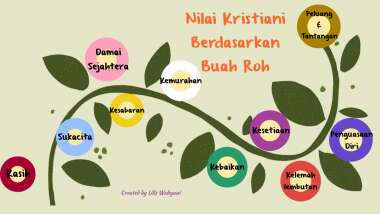 Nilai Kristiani
Berdasarkan
Buah Roh
Peluang
&
Tantangan
Damai
Sejahtera
Kemurahan
Kesabaran
Sukacita
Kasih
Kesetiaan
Kebaikan
Penguasaan
Diri
Kelemah
lembutan
Created by Lilis Wahyuni